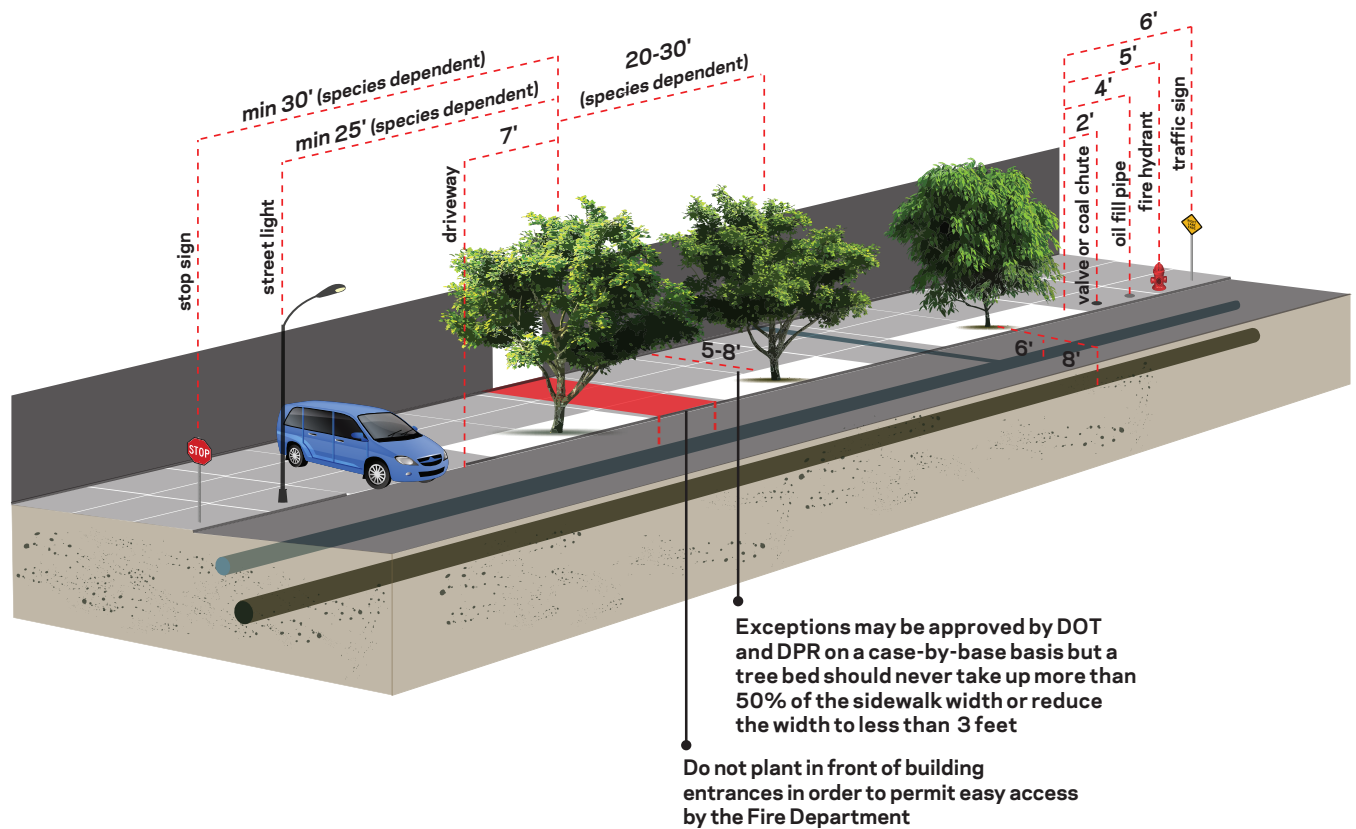 min 30' (species dependent)
min 25' (species dependent)
7'
20-30'
(species dependent)
6'
5'
4'
2'
stop sign
street light
driveway
valve or coal chute
oil fill pipe
fire hydrant
traffic sign
STOP
5-8'
6'
8'
Exceptions may be approved by DOT
and DPR on a case-by-base basis but a
tree bed should never take up more than
50% of the sidewalk width or reduce
the width to less than 3 feet
Do not plant in front of building
entrances in order to permit easy access
by the Fire Department